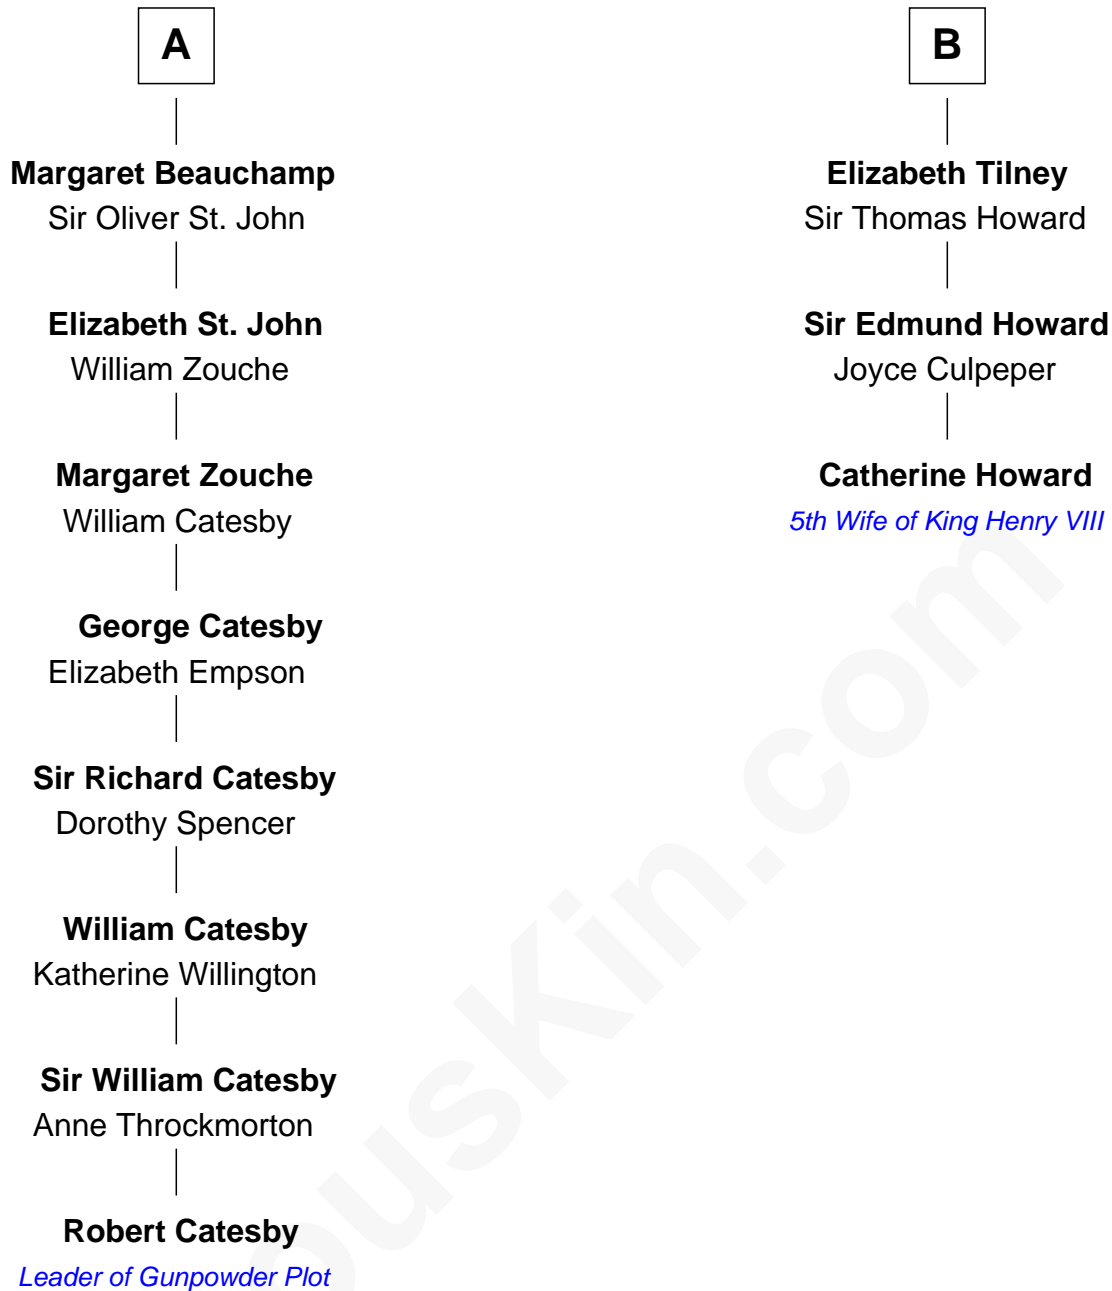 A
Margaret Beauchamp
Sir Oliver St. John
Elizabeth St. John
William Zouche
Margaret Zouche
William Catesby
George Catesby
Elizabeth Empson
Sir Richard Catesby
Dorothy Spencer
William Catesby
Katherine Willington
Sir William Catesby
Anne Throckmorton
Robert Catesby
Leader of Gunpowder Plot
B
Elizabeth Tilney
Sir Thomas Howard
Sir Edmund Howard
Joyce Culpeper
Catherine Howard
5th Wife of King Henry VIII
ouskin.com